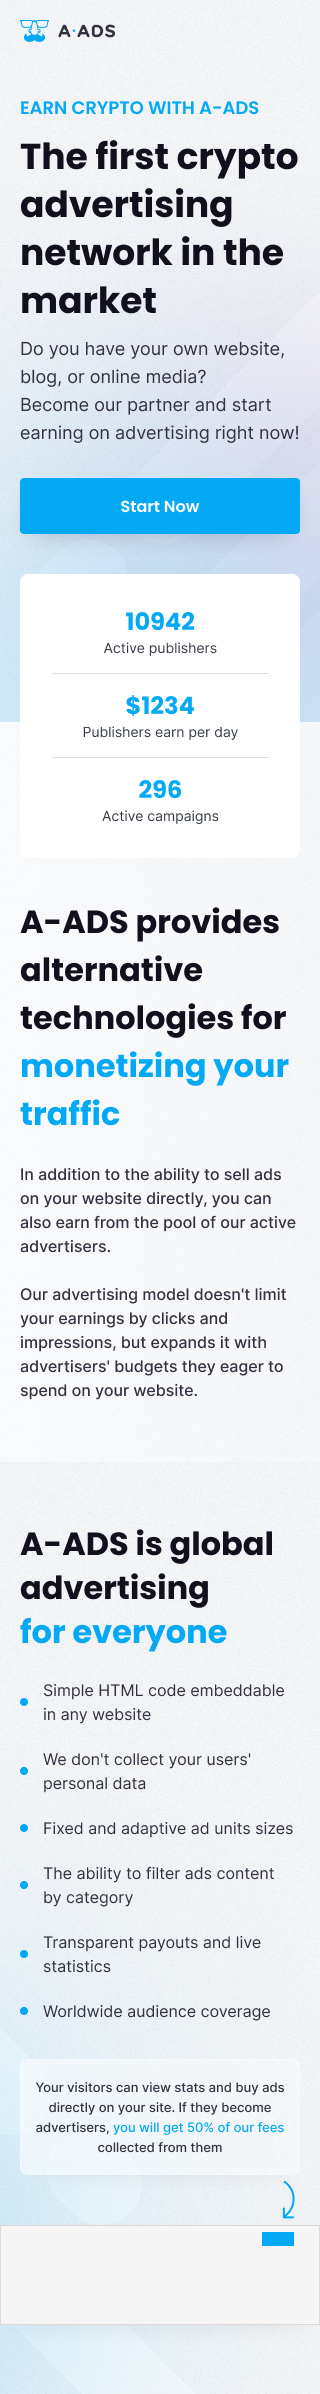 A-ADS
EARN CRYPTO WITH A-ADS
The first crypto
advertising
network in the
market
Do you have your own website,
blog, or online media?
Become our partner and start
earning on advertising right now!
Start Now
10942
Active publishers
$1234
Publishers earn per day
296
Active campaigns
A-ADS provides
alternative
technologies for
monetizing your
traffic
In addition to the ability to sell ads
on your website directly, you can
also earn from the pool of our active
advertisers.
Our advertising model doesn't limit
your earnings by clicks and
impressions, but expands it with
advertisers' budgets they eager to
spend on your website.
A-ADS is global
advertising
for everyone
Simple HTML code embeddable
in any website
We don't collect your users'
personal data
Fixed and adaptive ad units sizes
The ability to filter ads content
by category
Transparent payouts and live
statistics
Worldwide audience coverage
Your visitors can view stats and buy ads
directly on your site. If they become
advertisers, you will get 50% of our fees
collected from them